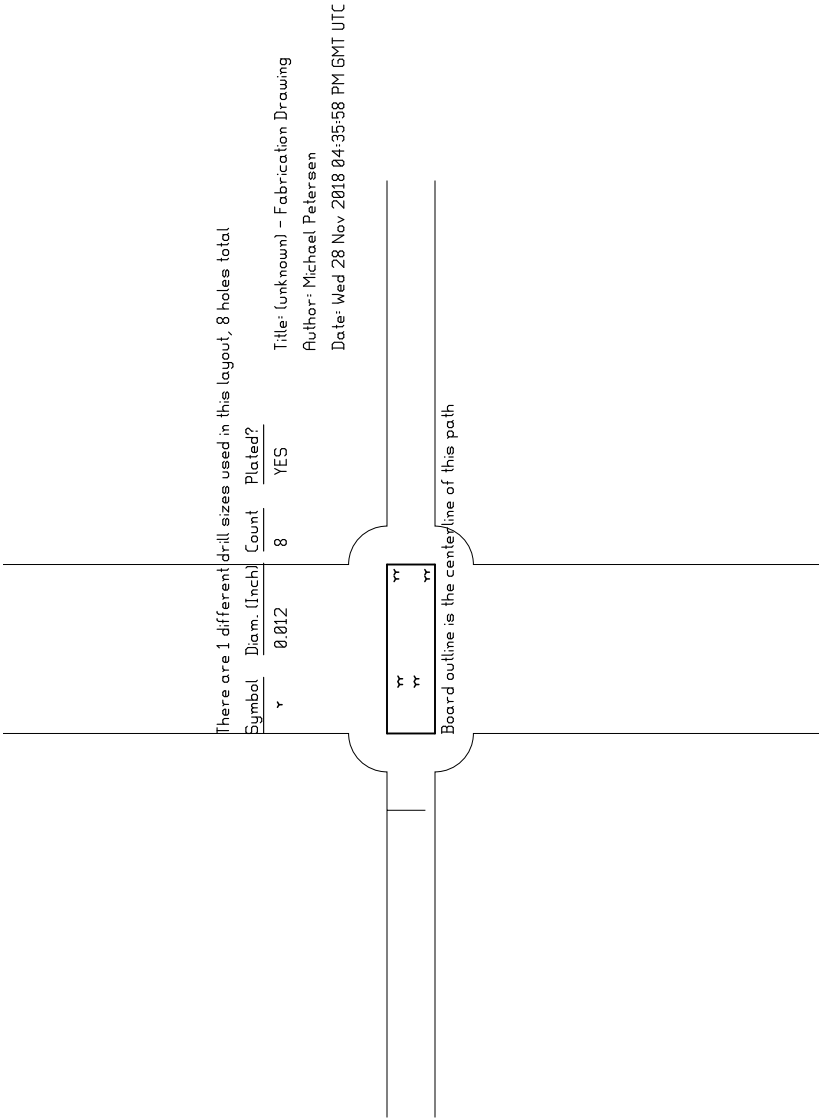 There are 1 different drill sizes used in this layout, 8 holes total
Symbol Diam. (Inch) Count Plated?
0.012 8 YES
Title: (unknown) - Fabrication Drawing
Author: Michael Petersen
Date: Wed 28 Nov 2018 04:35:58 PM GMT UTC
Board outline is the centerline of this path